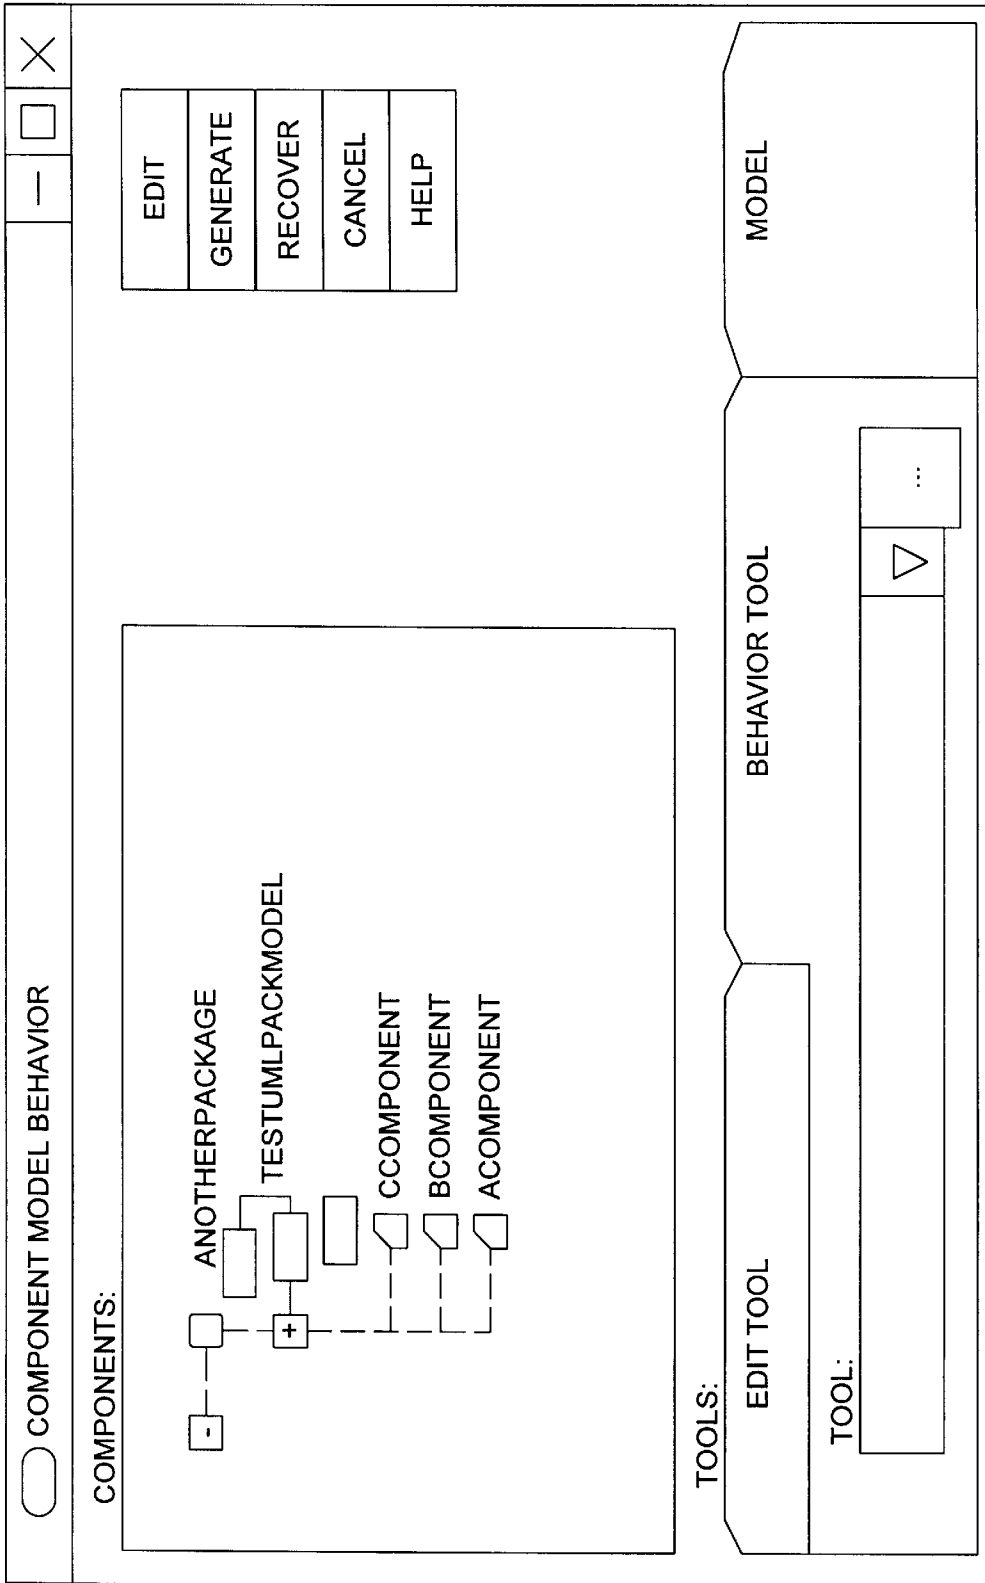 COMPONENT MODEL BEHAVIOR
COMPONENTS:
ANOTHERPACKAGE
TESTUMLPACKMODEL
CCOMPONENT
BCOMPONENT
ACOMPONENT
EDIT
GENERATE
RECOVER
CANCEL
HELP
TOOLS:
EDIT TOOL
BEHAVIOR TOOL
MODEL
TOOL:
...